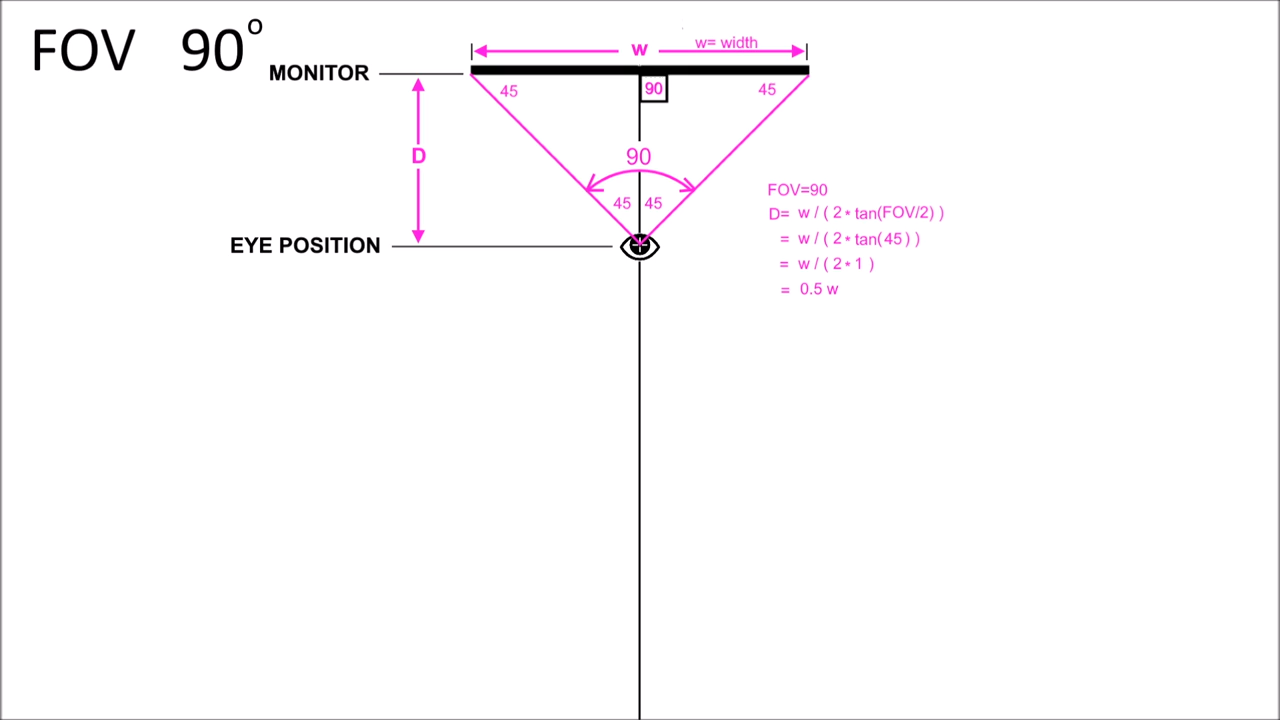 FOV 90°
w
w= width
MONITOR
45
90
45
D
90
45
45
EYE POSITION
FOV=90
D= w / ( 2 * tan(FOV/2) )
= w / ( 2 * tan(45) )
= w / ( 2 * 1 )
= 0.5 w